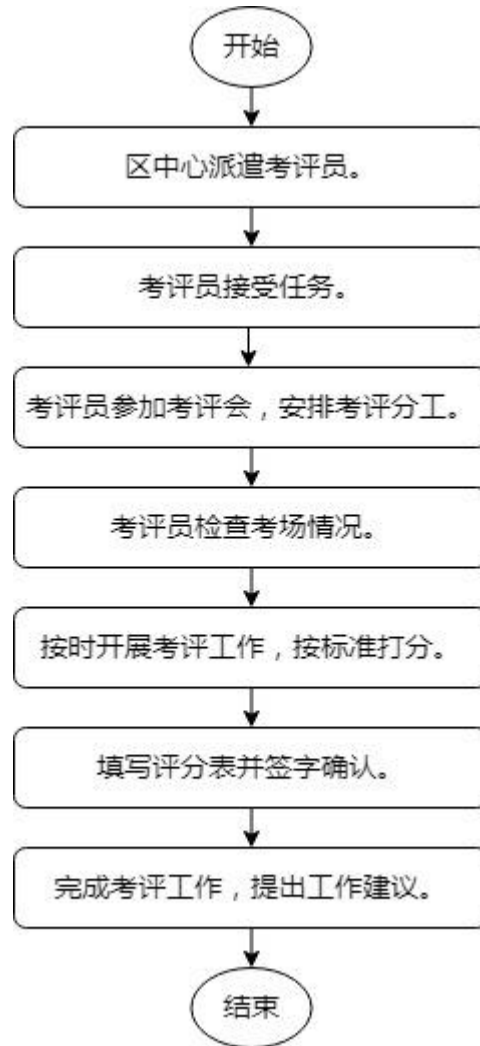 开始
区中心派遣考评员。
考评员接受任务。
考评员参加考评会，安排考评分工。
考评员检查考场情况。
按时开展考评工作，按标准打分。
填写评分表并签字确认。
完成考评工作，提出工作建议。
结束